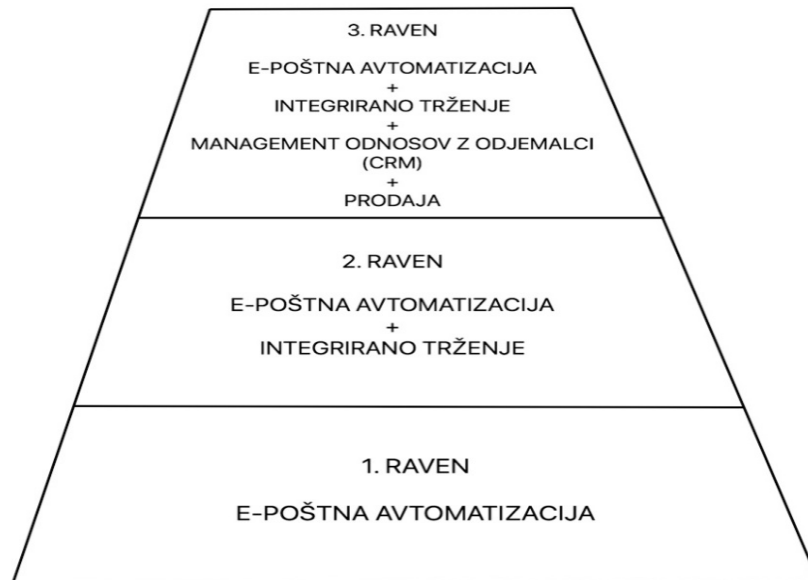 3. RAVEN
E-POŠTNA AVTOMATIZACIJA
+
INTEGRIRANO TRŽENJE
+
MANAGEMENT ODNOSOV Z ODJEMALCI
(CRM)
+
PRODAJA
2. RAVEN
E-POŠTNA AVTOMATIZACIJA
+
INTEGRIRANO TRŽENJE
1. RAVEN
E-POŠTNA AVTOMATIZACIJA